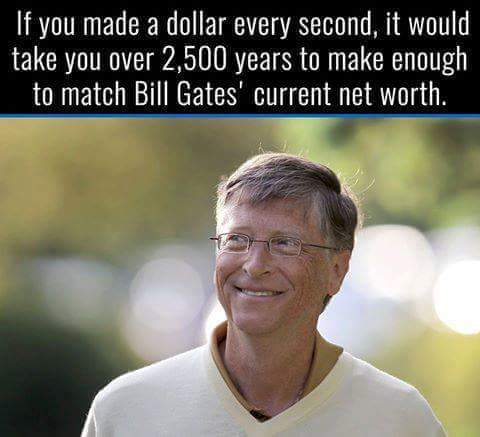 If you made a dollar every second, it would
take you over 2,500 years to make enough
to match Bill Gates' current net worth.